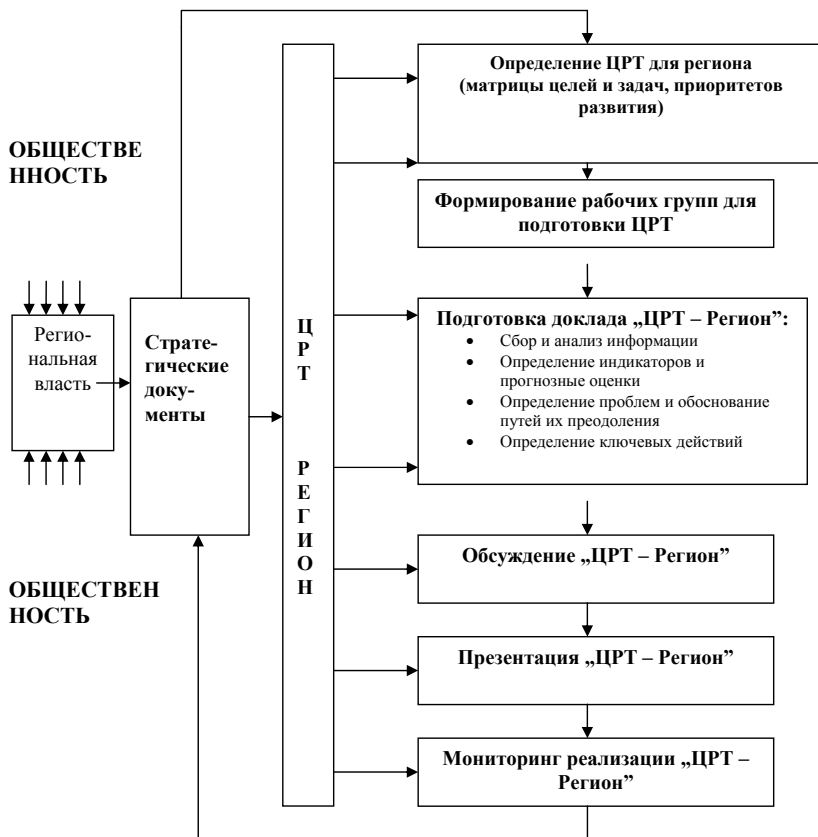 ОБЩЕСТВЕ
ННОСТЬ
Регио-
нальная
власть
ОБЩЕСТВЕН
НОСТЬ
Страте-
гические
доку-
менты
Ц
Р
Т
Р
Е
Г
И
О
Н
Определение ЦРТ для региона
(матрицы целей и задач, приоритетов
развития)
Формирование рабочих групп для
подготовки ЦРТ
Подготовка доклада „ЦРТ – Регион”:
• Сбор и анализ информации
• Определение индикаторов и
прогнозные оценки
• Определение проблем и обоснование
путей их преодоления
• Определение ключевых действий
Обсуждение „ЦРТ – Регион”
Презентация „ЦРТ – Регион”
Мониторинг реализации „ЦРТ –
Регион”